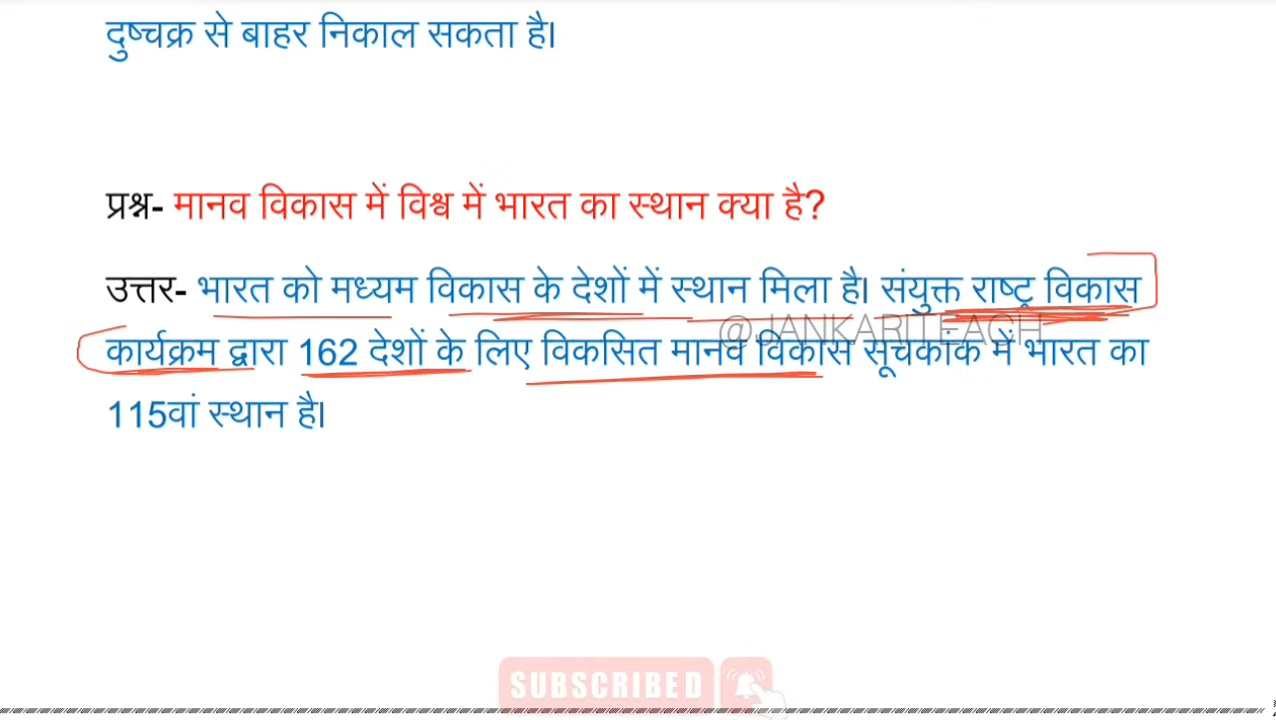 दुष्चक्र से बाहर निकाल सकता है।
प्रश्न- मानव विकास में विश्व में भारत का स्थान क्या है?
उत्तर- भारत को मध्यम विकास के देशों में स्थान मिला है। संयुक्त राष्ट्र विकास
@JANKARITEACH
कार्यक्रम द्वारा 162 देशों के लिए विकसित मानव विकास सूचकांक में भारत का
115वां स्थान है।
SUBSCRIBED